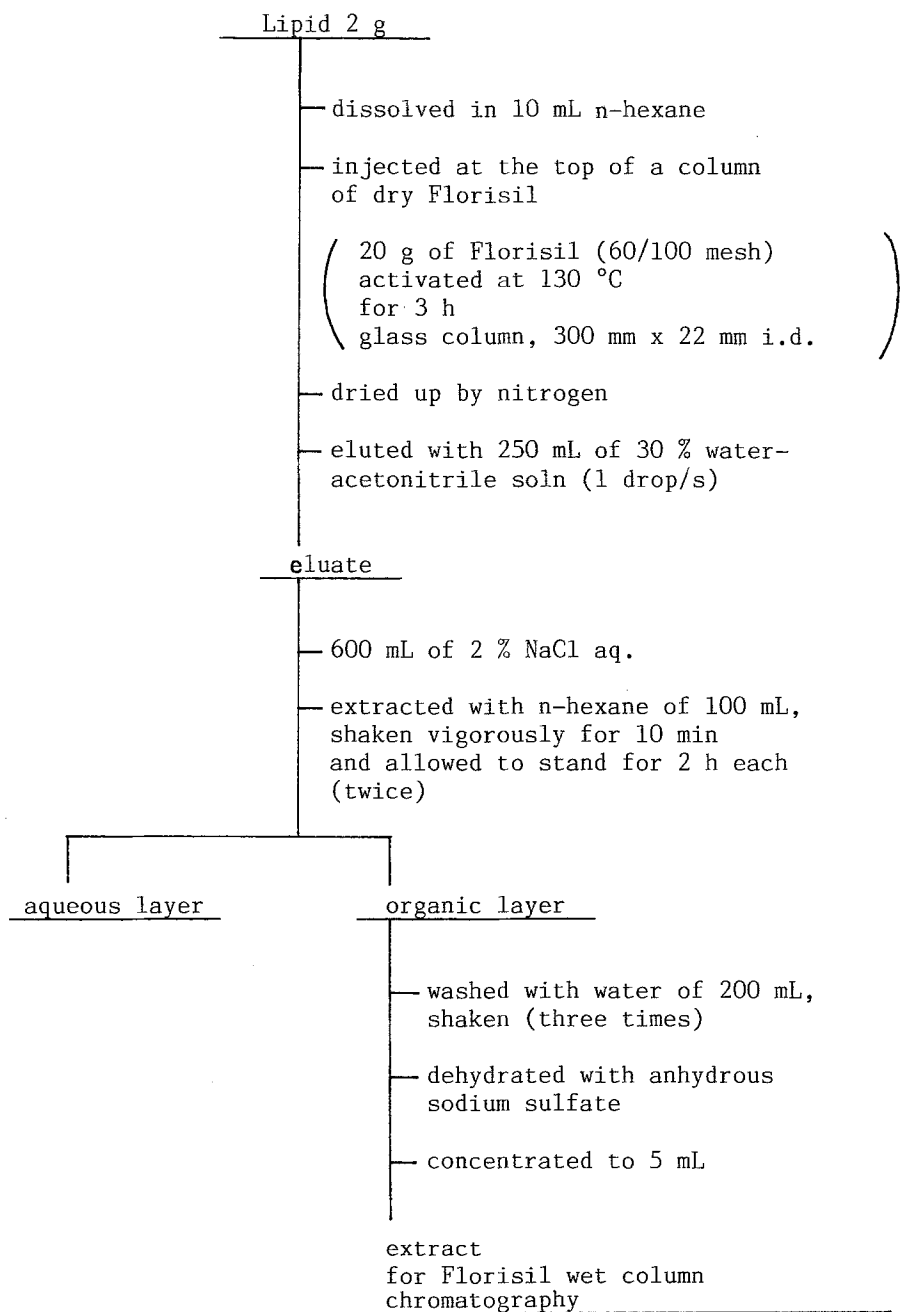 Lipid 2 g
dissolved in 10 mL n-hexane
injected at the top of a column
of dry Florisil
20 g of Florisil (60/100 mesh)
activated at 130 °C
for 3 h
glass column, 300 mm x 22 mm i.d.
dried up by nitrogen
eluted with 250 mL of 30 % water-
acetonitrile soln (1 drop/s)
eluate
600 mL of 2 % NaCl aq.
extracted with n-hexane of 100 mL,
shaken vigorously for 10 min
and allowed to stand for 2 h each
(twice)
aqueous layer
organic layer
washed with water of 200 mL,
shaken (three times)
dehydrated with anhydrous
sodium sulfate
concentrated to 5 mL
extract
for Florisil wet column
chromatography